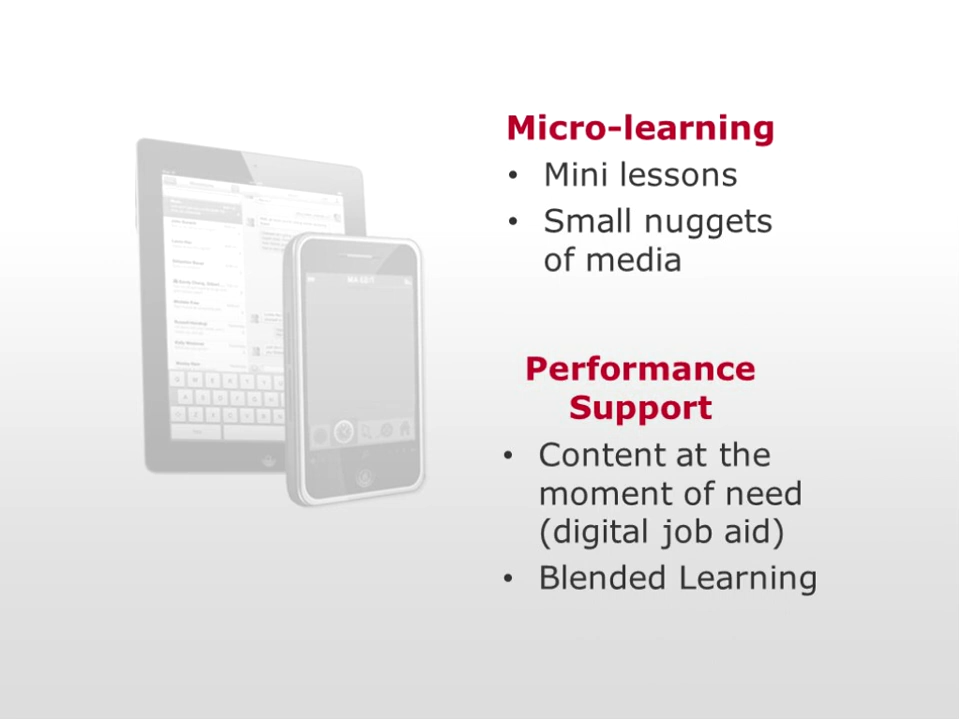 Micro-learning
• Mini lessons
• Small nuggets
of media
Performance
Support
• Content at the
moment of need
(digital job aid)
• Blended Learning